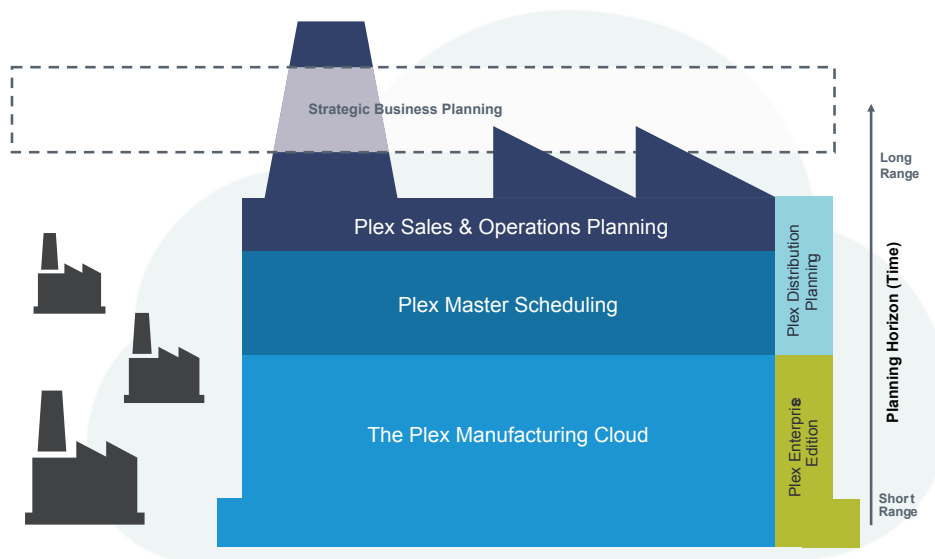 Strategic Business Planning
Plex Sales & Operations Planning
Plex Master Scheduling
The Plex Manufacturing Cloud
Plex Distribution
Planning
Plex Enterprise
Edition
Long
Range
Planning Horizon (Time)
Short
Range